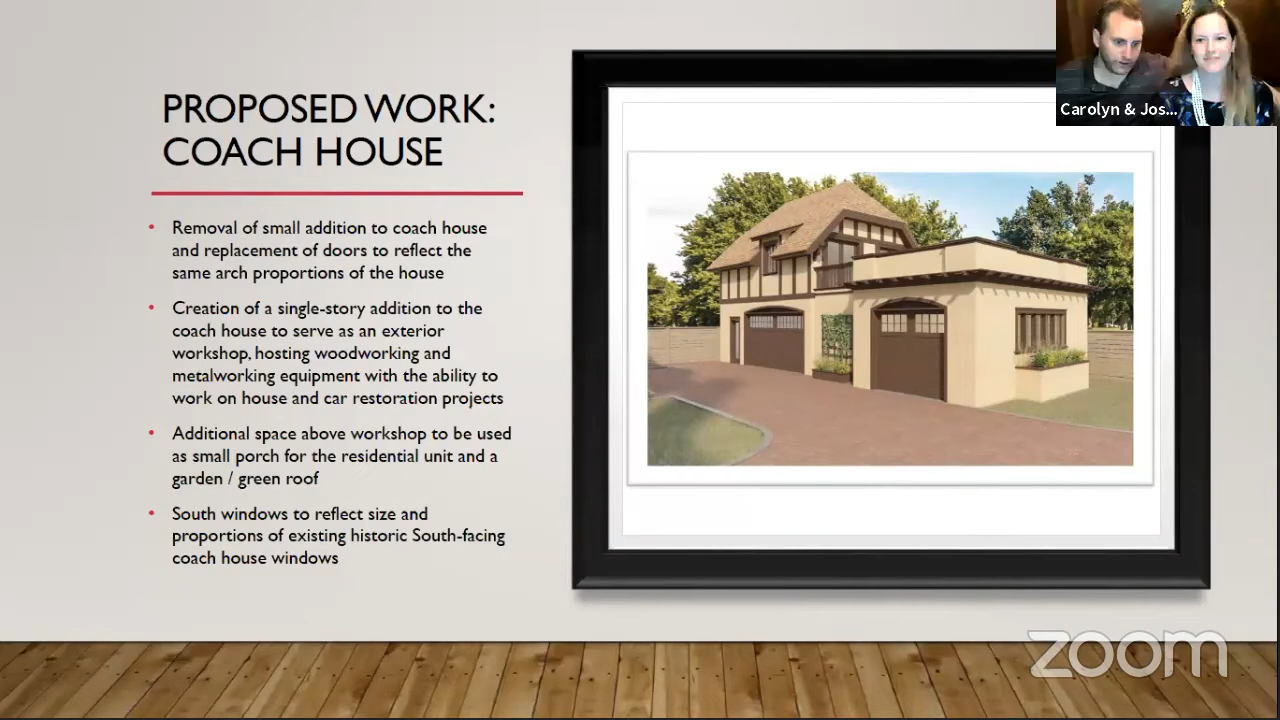 PROPOSED WORK:
COACH HOUSE
• Removal of small addition to coach house
and replacement of doors to reflect the
same arch proportions of the house
• Creation of a single-story addition to the
coach house to serve as an exterior
workshop, hosting woodworking and
metalworking equipment with the ability to
work on house and car restoration projects
• Additional space above workshop to be used
as small porch for the residential unit and a
garden / green roof
• South windows to reflect size and
proportions of existing historic South-facing
coach house windows
Carolyn & Jos...
zoom